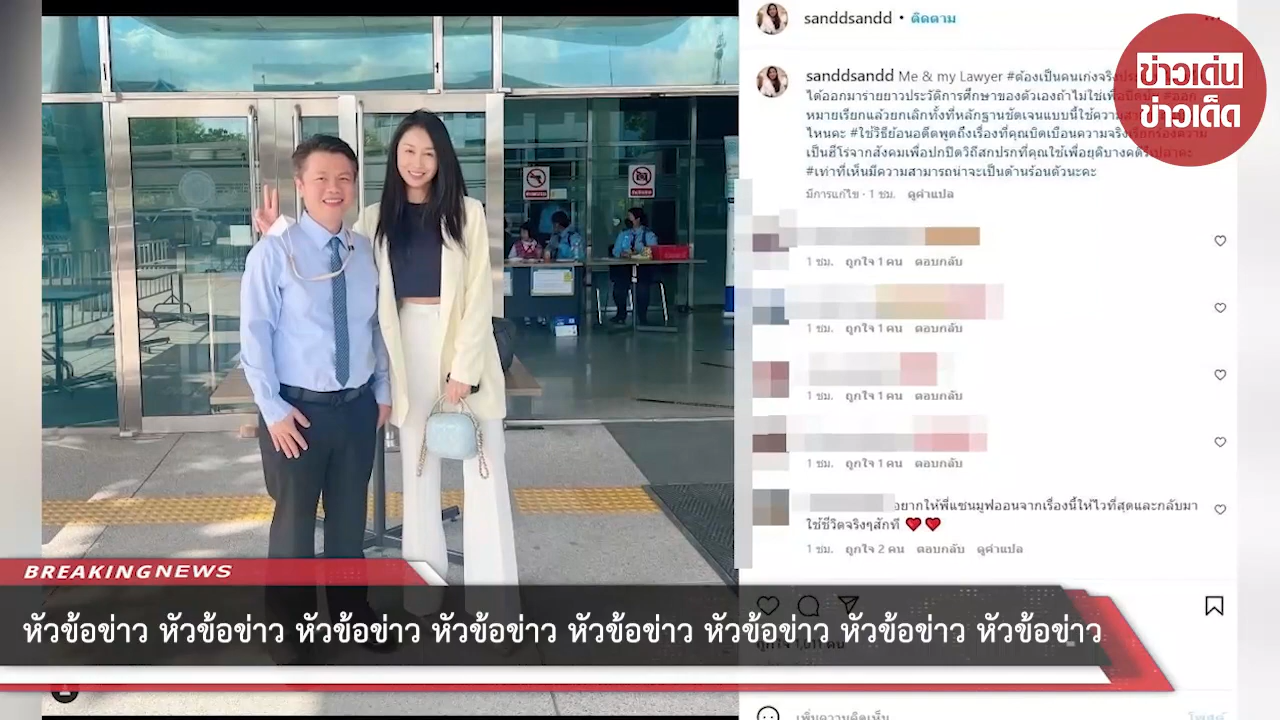 sanddsandd • ติดตาม
ข่าวเด่น
ข่าวเด็ด
sanddsandd Me & my Lawyer #ต้องเป็นคนเก่งจริง
ได้ออกมาร่ายยาวประวัติการศึกษาของตัวเองถ้าไม่ใช่เพื่อ
หมายเรียกแล้วยกเลิกทั้งที่หลักฐานชัดเจนแบบนี้ใช้ความ
ไหนคะ #ใช้วิธีย้อนอดีตพูดถึงเรื่องที่คุณบิดเบือนความจริงเรียกร้องความ
เป็นฮีโร่จากสังคมเพื่อปกปิดวิถีสกปรกที่คุณใช้เพื่อยุติบางคดีรึเปล่าคะ
#เท่าที่เห็นมีความสามารถน่าจะเป็นด้านร้อนตัวนะคะ
มีการแก้ไข · 1 ชม. ดูคำแปล
1 ชม. ถูกใจ 1 คน ตอบกลับ
1 ชม. ถูกใจ 1 คน ตอบกลับ
1 ชม. ถูกใจ 1 คน ตอบกลับ
1 ชม. ถูกใจ 1 คน ตอบกลับ
อยากให้พี่แซนมูฟออนจากเรื่องนี้ให้ไวที่สุดและกลับมา
ใช้ชีวิตจริงๆสักที ❤️❤️
1 ชม. ถูกใจ 2 คน ตอบกลับ ดูคำแปล
BREAKINGNEWS
หัวข้อข่าว หัวข้อข่าว หัวข้อข่าว หัวข้อข่าว หัวข้อข่าว หัวข้อข่าว หัวข้อข่าว หัวข้อข่าว
เพิ่มความคิดเห็น
โพสต์